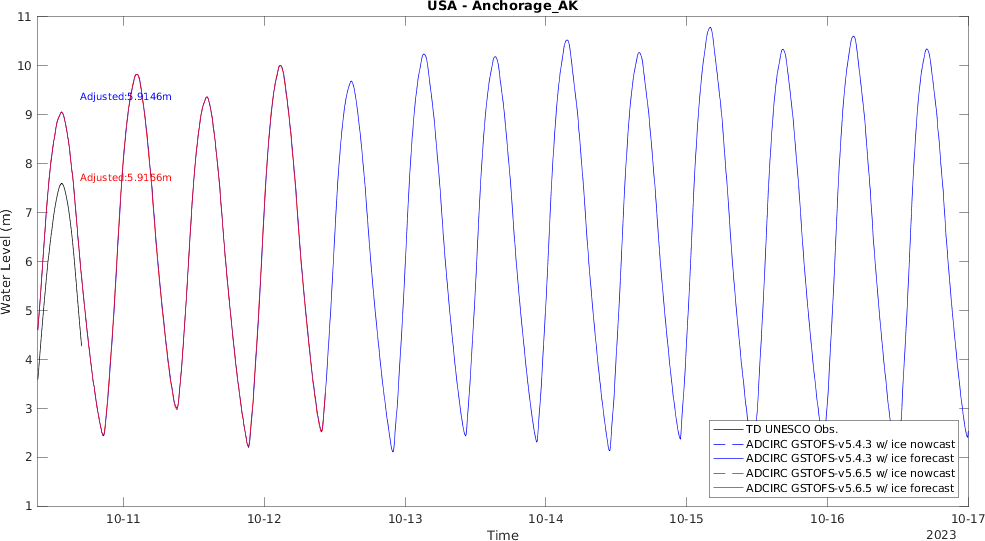 USA - Anchorage_AK
Water Level (m)
11
10
9
8
7
6
5
4
3
2
1
Adjusted:5.9146m
Adjusted:5.9156m
TD UNESCO Obs.
ADCIRC GSTOFS-v5.4.3 w/ ice nowcast
ADCIRC GSTOFS-v5.4.3 w/ ice forecast
ADCIRC GSTOFS-v5.6.5 w/ ice nowcast
ADCIRC GSTOFS-v5.6.5 w/ ice forecast
10-11
10-12
10-13
10-14
10-15
10-16
10-17
Time
2023